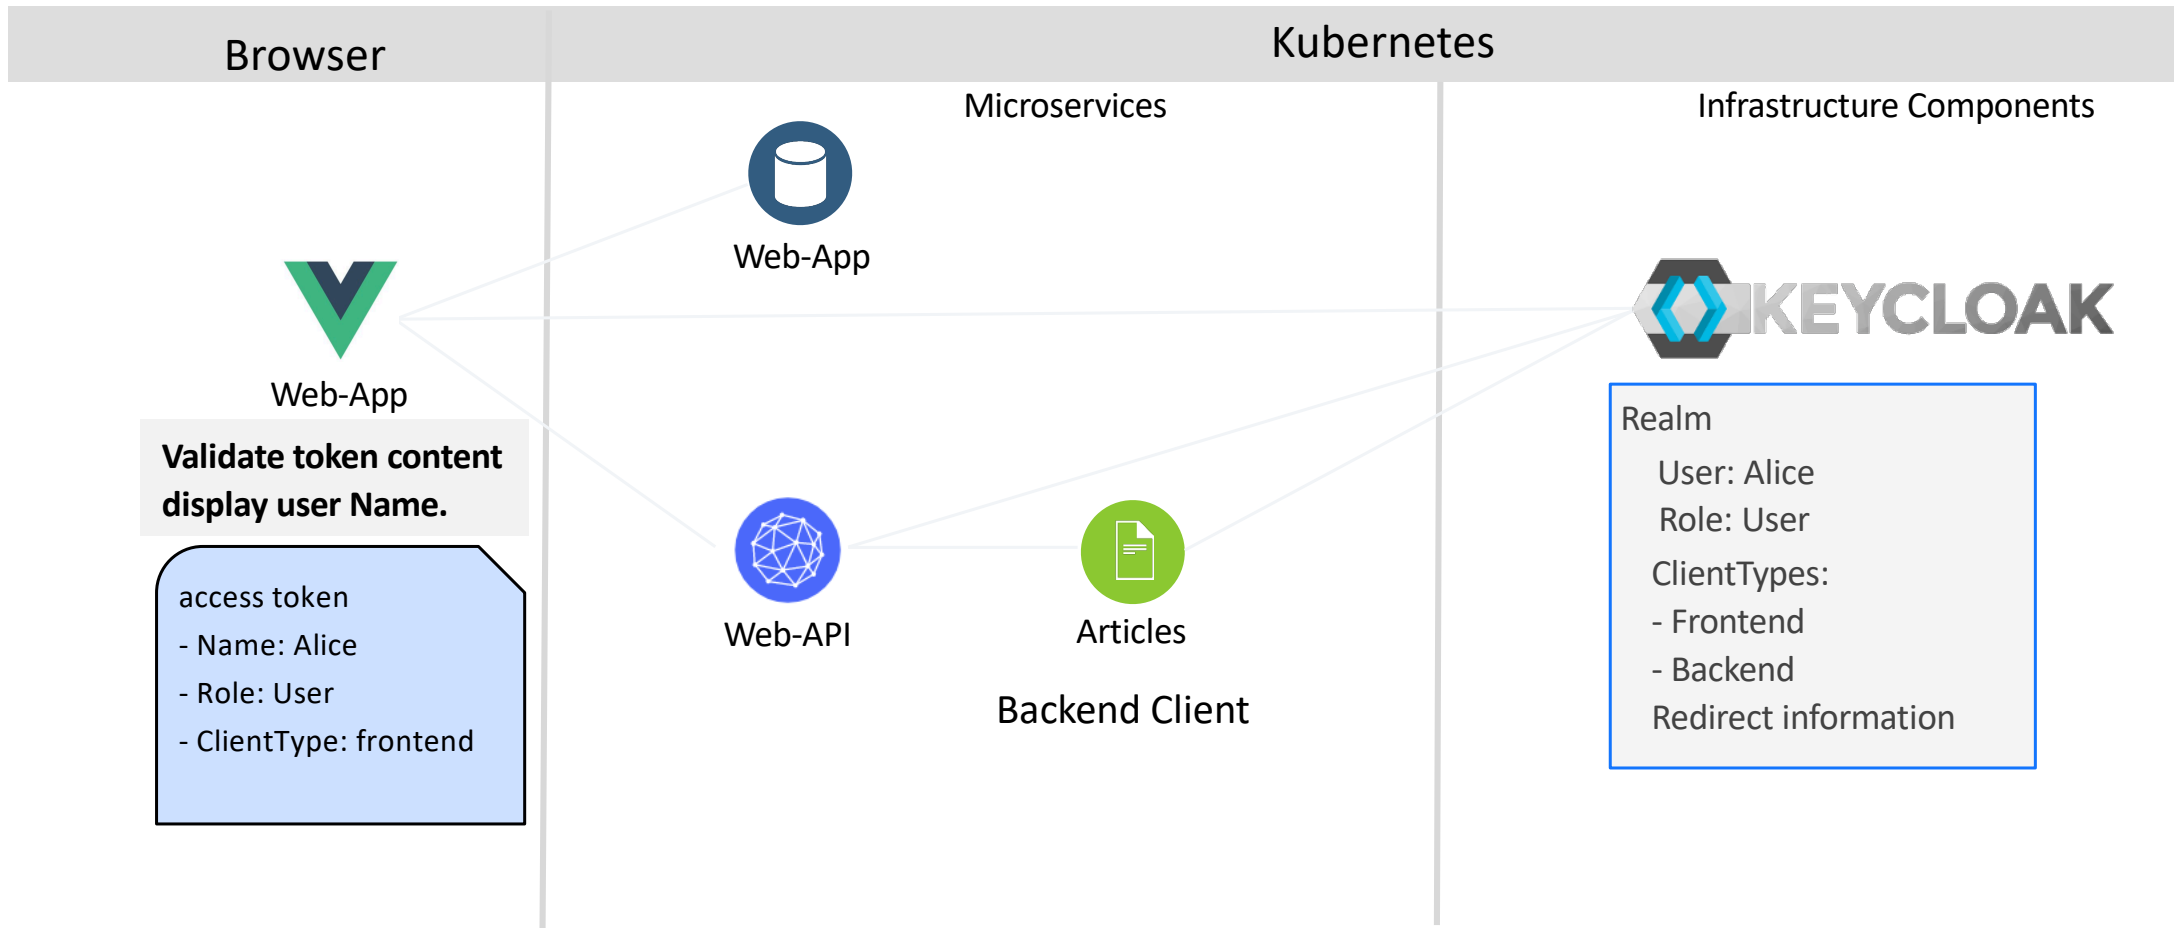 Browser
Kubernetes
Microservices
Infrastructure Components
Web-App
KEYCLOAK
Web-App
Validate token content
display user Name.
access token
- Name: Alice
- Role: User
- ClientType: frontend
Web-API
Articles
Backend Client
Realm
User: Alice
Role: User
ClientTypes:
- Frontend
- Backend
Redirect information